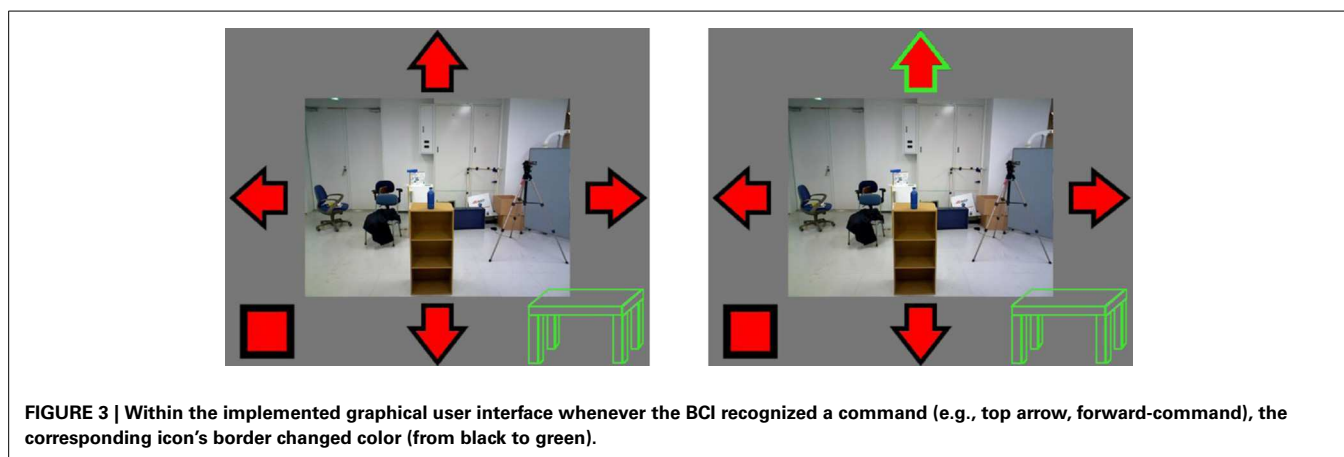 FIGURE 3 | Within the implemented graphical user interface whenever the BCI recognized a command (e.g., top arrow, forward-command), the
corresponding icon's border changed color (from black to green).